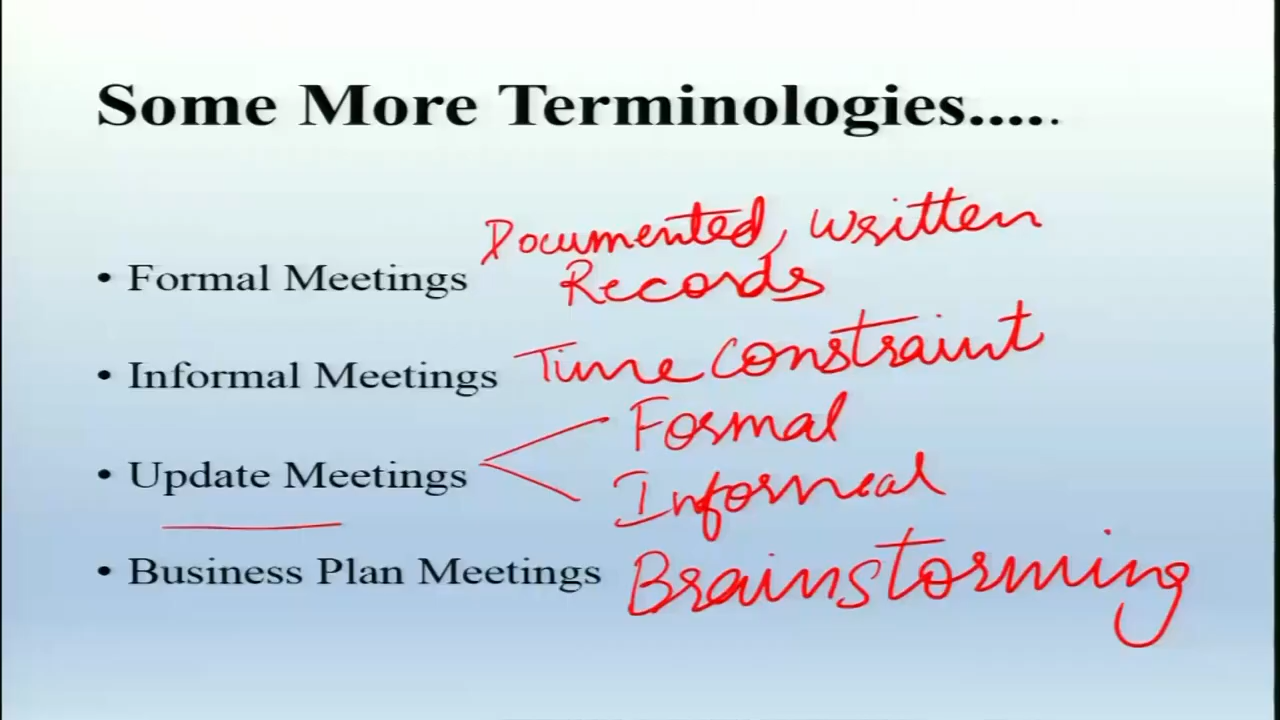 Some More Terminologies......
Documented, written
• Formal Meetings Records
• Informal Meetings Time constraint
Formal
• Update Meetings
Informal
• Business Plan Meetings Brainstorming